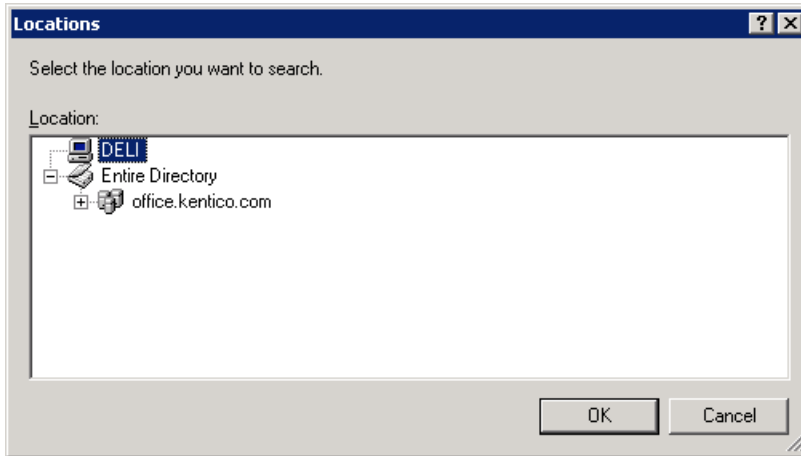 Locations
Select the location you want to search.
Location:
DELI
Entire Directory
office.kentico.com
OK Cancel